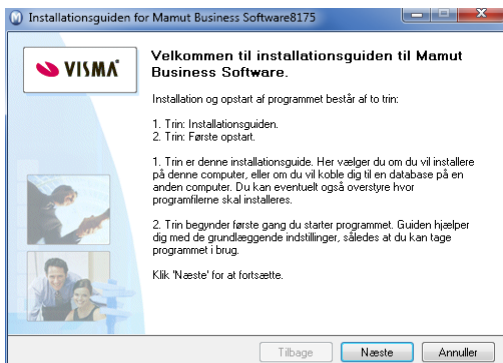 Installationsguiden for Mamut Business Software8175
VISMA
Velkommen til installationsguiden til Mamut
Business Software.
Installation og opstart af programmet består af to trin:
1. Trin: Installationsguiden.
2. Trin: Første opstart.
1. Trin er denne installationsguide. Her vælger du om du vil installere
på denne computer, eller om du vil koble dig til en database på en
anden computer. Du kan eventuelt også overstyre hvor
programfilerne skal installeres.
2. Trin begynder første gang du starter programmet. Guiden hjælper
dig med de grundlæggende indstillinger, således at du kan tage
programmet i brug.
Klik 'Næste' for at fortsætte.
Tilbage
Næste
Annuller